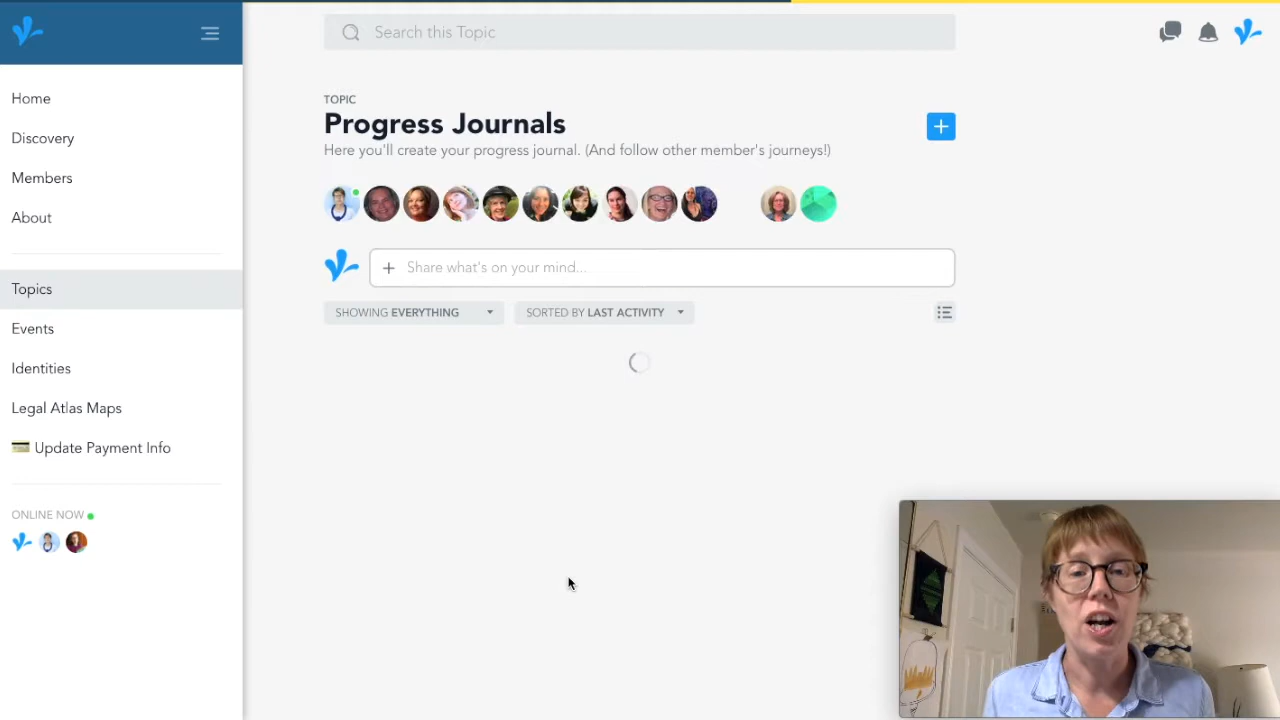 Search this Topic
TOPIC
Progress Journals
Here you'll create your progress journal. (And follow other member's journeys!)
Share what's on your mind...
SHOWING EVERYTHING
SORTED BY LAST ACTIVITY
Home
Discovery
Members
About
Topics
Events
Identities
Legal Atlas Maps
Update Payment Info
ONLINE NOW